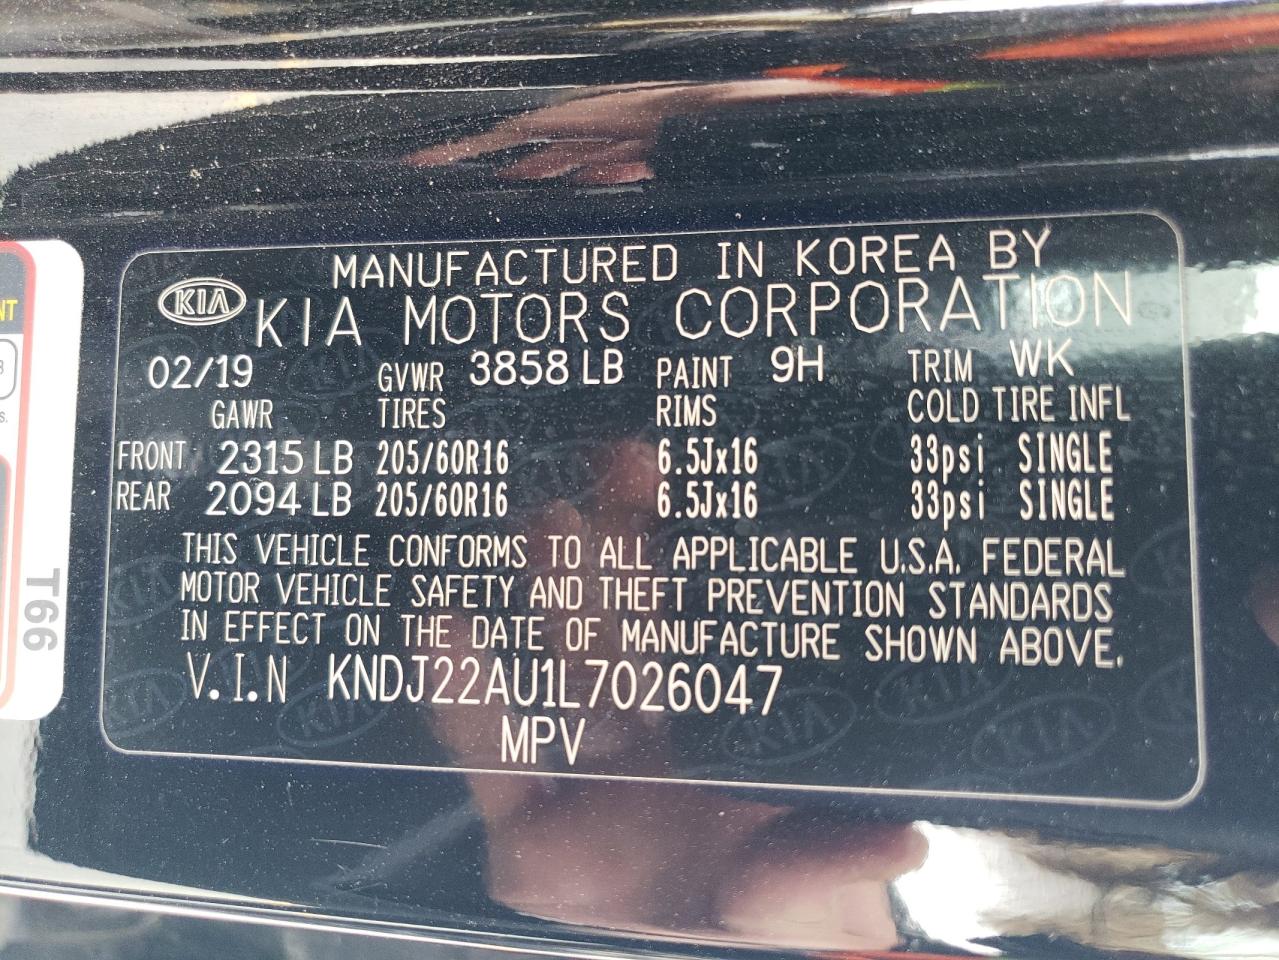 MANUFACTURED IN KOREA BY
KIA KIA MOTORS CORPORATION
02/19 GVWR 3858 LB PAINT 9H TRIM WK
GAWR TIRES RIMS COLD TIRE INFL
FRONT 2315 LB 205/60R16 6.5Jx16 33psi SINGLE
REAR 2094 LB 205/60R16 6.5Jx16 33psi SINGLE
THIS VEHICLE CONFORMS TO ALL APPLICABLE U.S.A. FEDERAL
MOTOR VEHICLE SAFETY AND THEFT PREVENTION STANDARDS
IN EFFECT ON THE DATE OF MANUFACTURE SHOWN ABOVE.
V.I.N KNDJ22AU1L7026047
MPV
T66